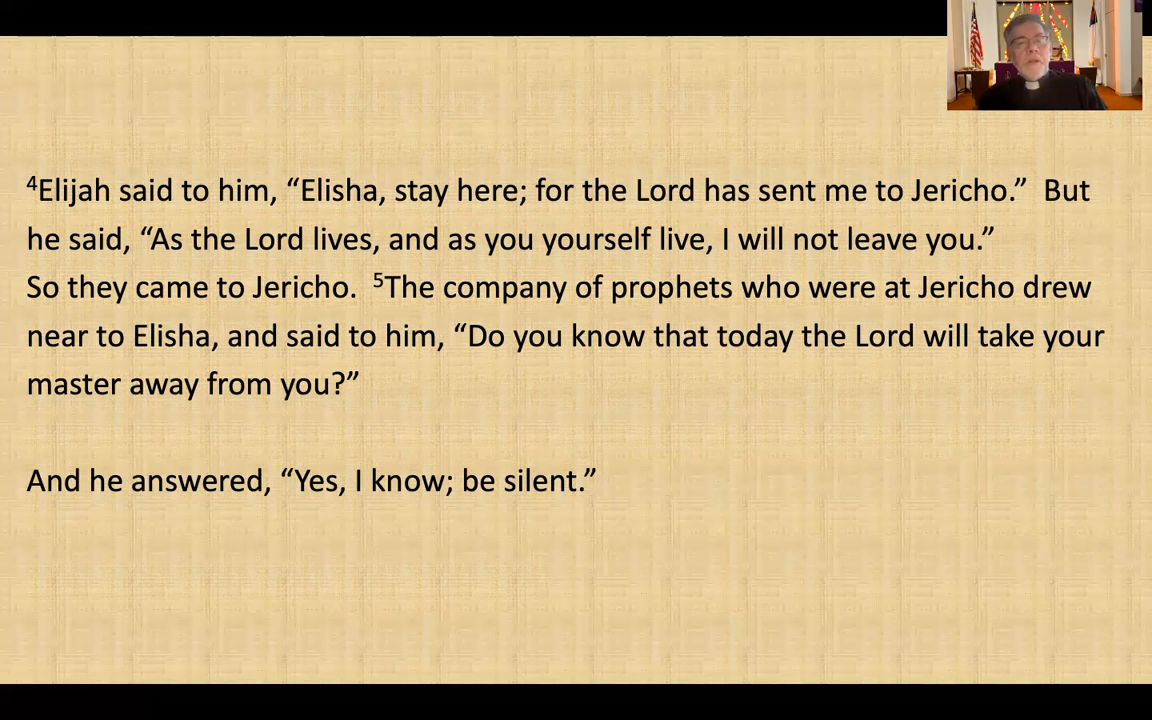 ⁴Elijah said to him, “Elisha, stay here; for the Lord has sent me to Jericho.”  But
he said, “As the Lord lives, and as you yourself live, I will not leave you.”
So they came to Jericho.  ⁵The company of prophets who were at Jericho drew
near to Elisha, and said to him, “Do you know that today the Lord will take your
master away from you?”
And he answered, “Yes, I know; be silent.”